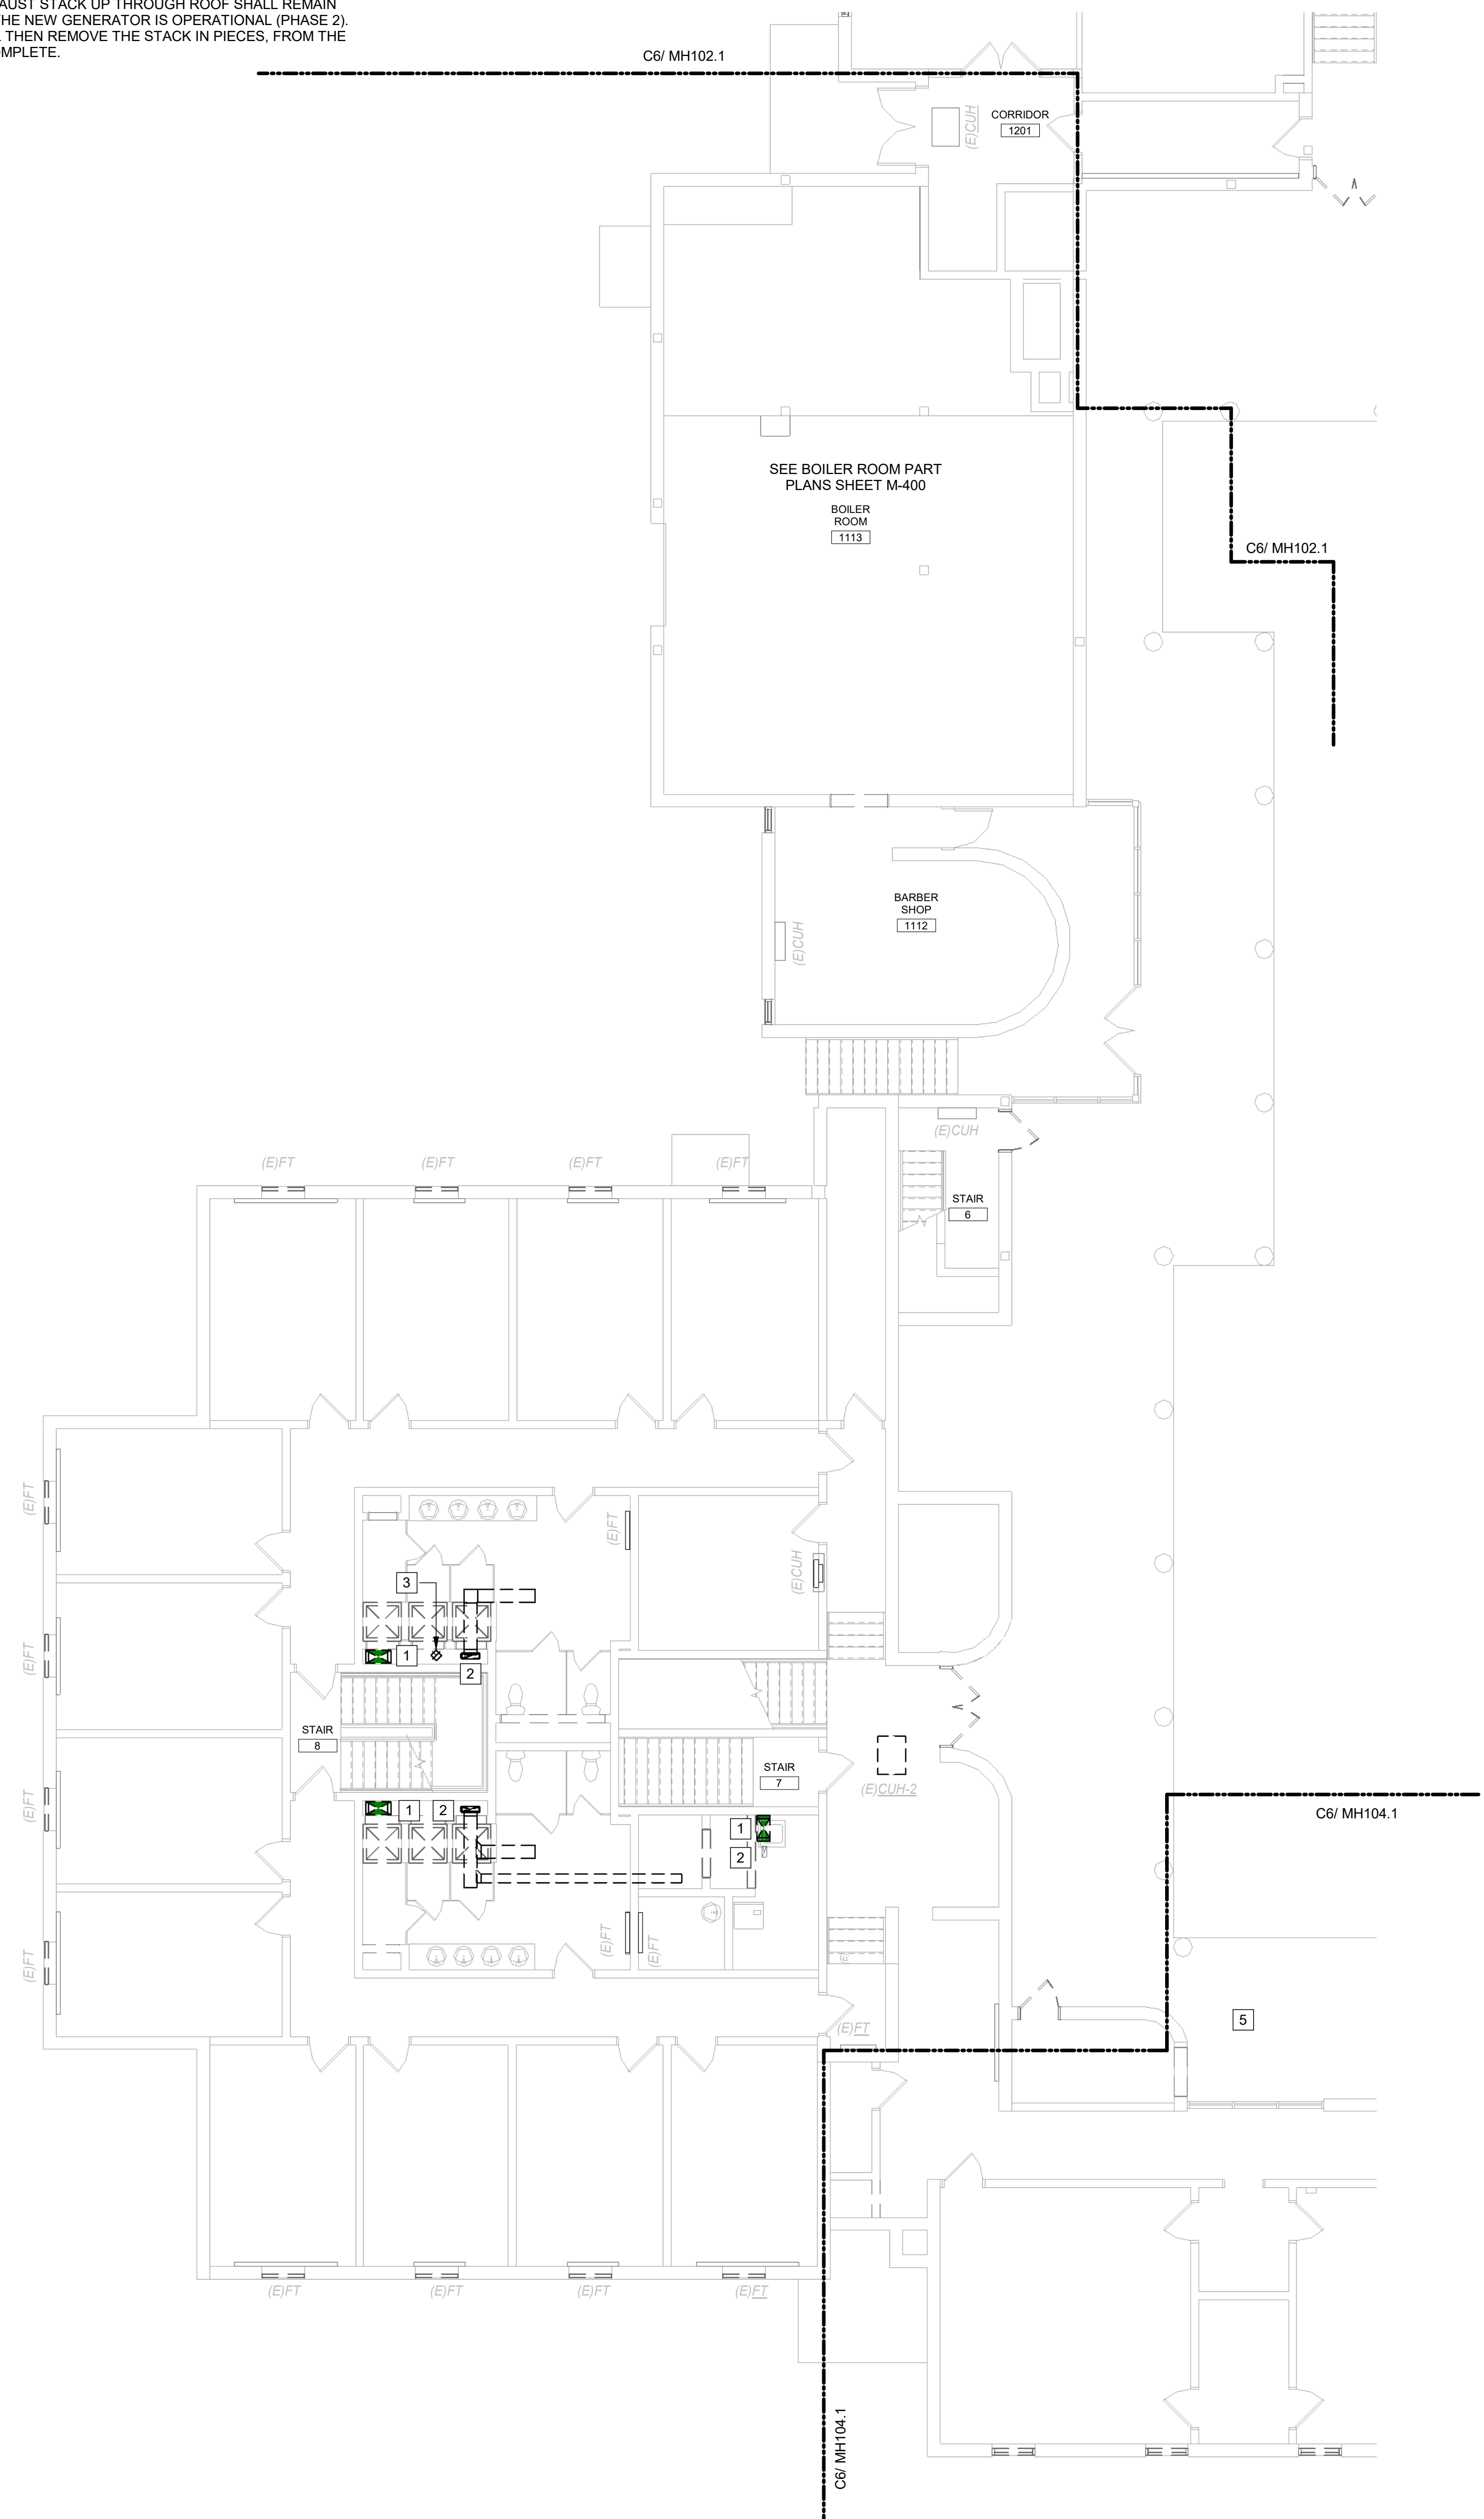 AUST STACK UP THROUGH ROOF SHALL REMAIN
THE NEW GENERATOR IS OPERATIONAL (PHASE 2).
THEN REMOVE THE STACK IN PIECES, FROM THE
OMPLETE.
C6/ MH102.1
(E)CUH
CORRIDOR
1201
SEE BOILER ROOM PART
PLANS SHEET M-400
BOILER
ROOM
1113
C6/ MH102.1
BARBER
SHOP
1112
(E)CUH
(E)CUH
(E)FT
(E)FT
(E)FT
(E)FT
STAIR
6
(E)FT
(E)FT
(E)CUH
3
1
2
(E)FT
STAIR
8
STAIR
7
(E)CUH-2
(E)FT
1
2
1
2
C6/ MH104.1
(E)FT
(E)FT
(E)FT
(E)
(E)FT
5
(E)FT
(E)FT
(E)FT
(E)FT
C6/ MH104.1